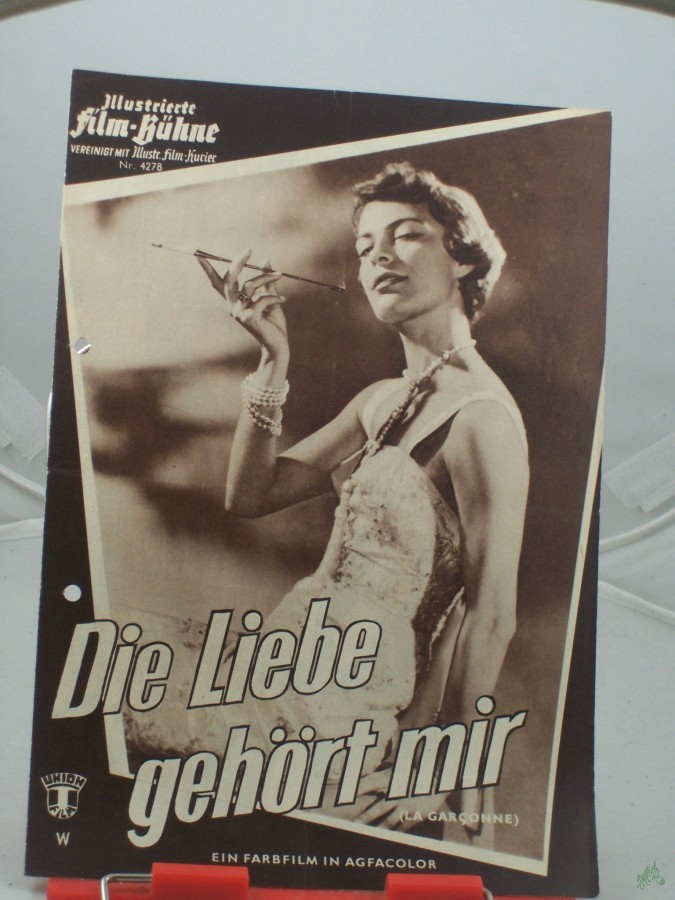 Illustrierte
Film-Bühne
VEREINIGT MIT Illustr. Film-Kurier
Nr. 4278
Die Liebe
gehört mir
(LA GARÇONNE)
UNION
FILM
W
EIN FARBFILM IN AGFACOLOR